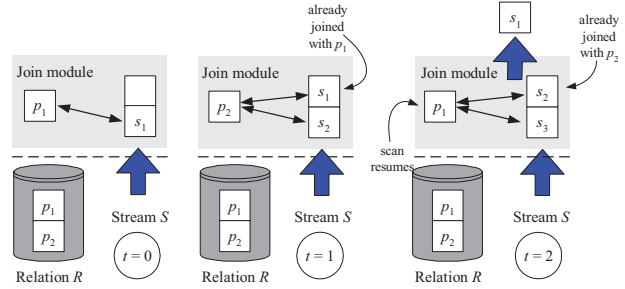 Join module
p1
s1
p1
p2
Stream S
t = 0
Relation R
already
joined
with p1
Join module
p2
s1
s2
p1
p2
Stream S
t = 1
Relation R
s1
already
joined
with p2
Join module
p1
s2
s3
scan
resumes
p1
p2
Stream S
t = 2
Relation R